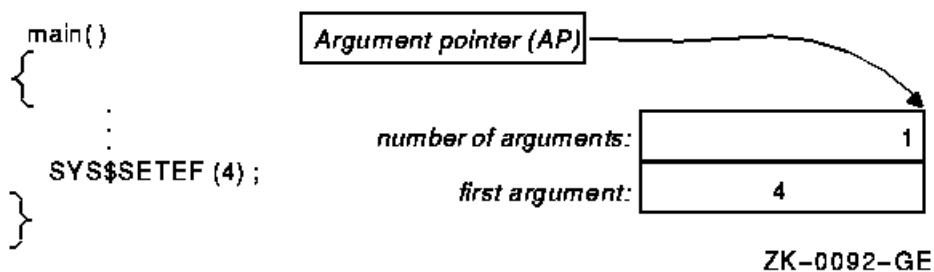 main()
{
Argument pointer (AP)
.
.
.
number of arguments: 1
SYS$SETEF (4) ;
first argument: 4
}
ZK-0092-GE